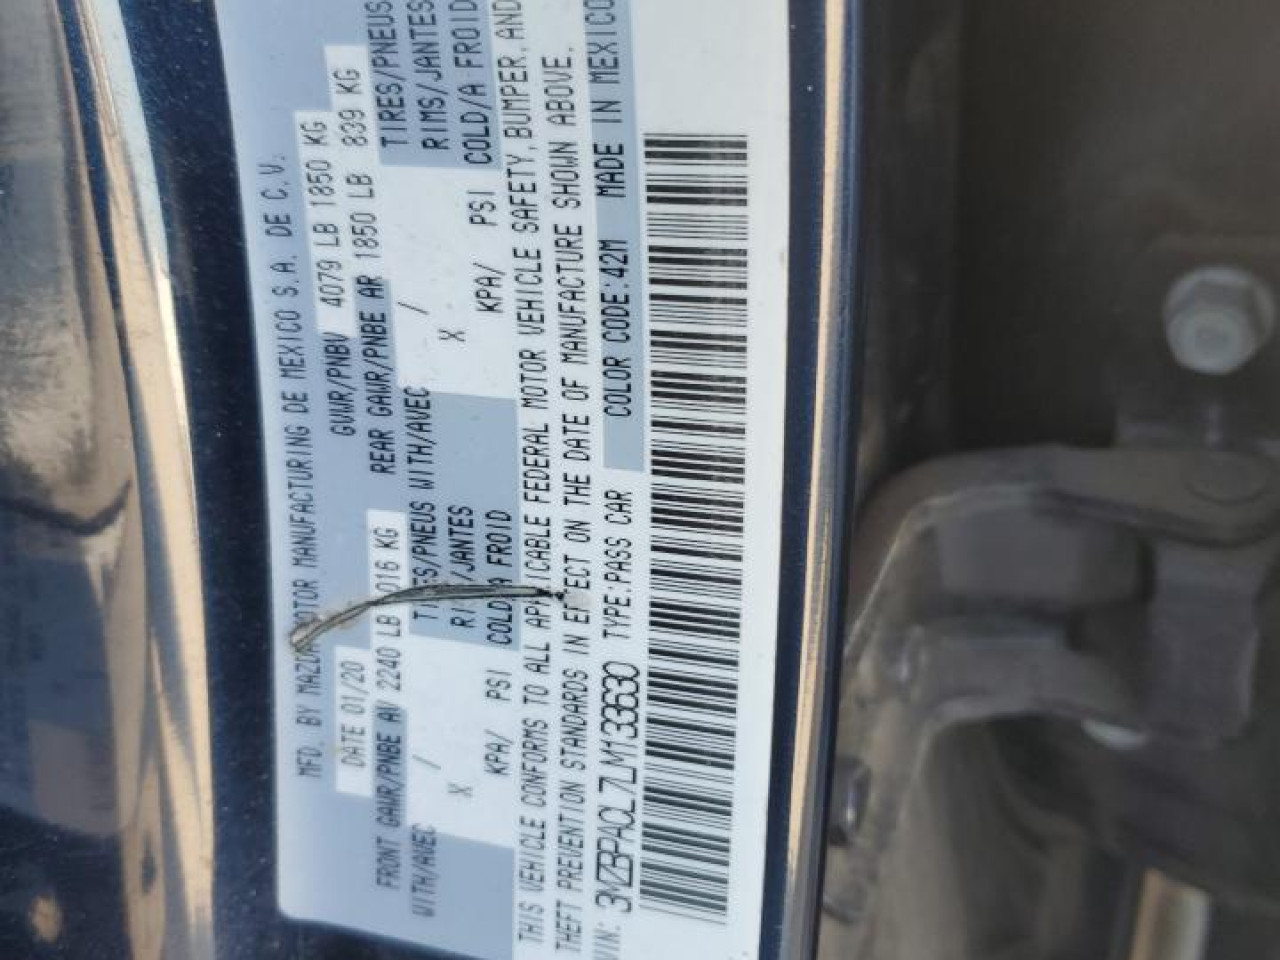 MFD. BY MAZDA MOTOR MANUFACTURING DE MEXICO S.A. DE C.V.
DATE 01/20 GVWR/PNBV 4079 LB 1850 KG
FRONT GAWR/PNBE AV 2240 LB 1016 KG REAR GAWR/PNBE AR 1850 LB 839 KG
WITH/AVEC / TIRES/PNEUS WITH/AVEC / TIRES/PNEUS
X RIMS/JANTES X RIMS/JANTES
KPA/ PSI COLD/A FROID KPA/ PSI COLD/A FROID
THIS VEHICLE CONFORMS TO ALL APPLICABLE FEDERAL MOTOR VEHICLE SAFETY, BUMPER, AND
THEFT PREVENTION STANDARDS IN EFFECT ON THE DATE OF MANUFACTURE SHOWN ABOVE.
VIN: 3MZBPACL7LM133630 TYPE:PASS CAR COLOR CODE:42M MADE IN MEXICO